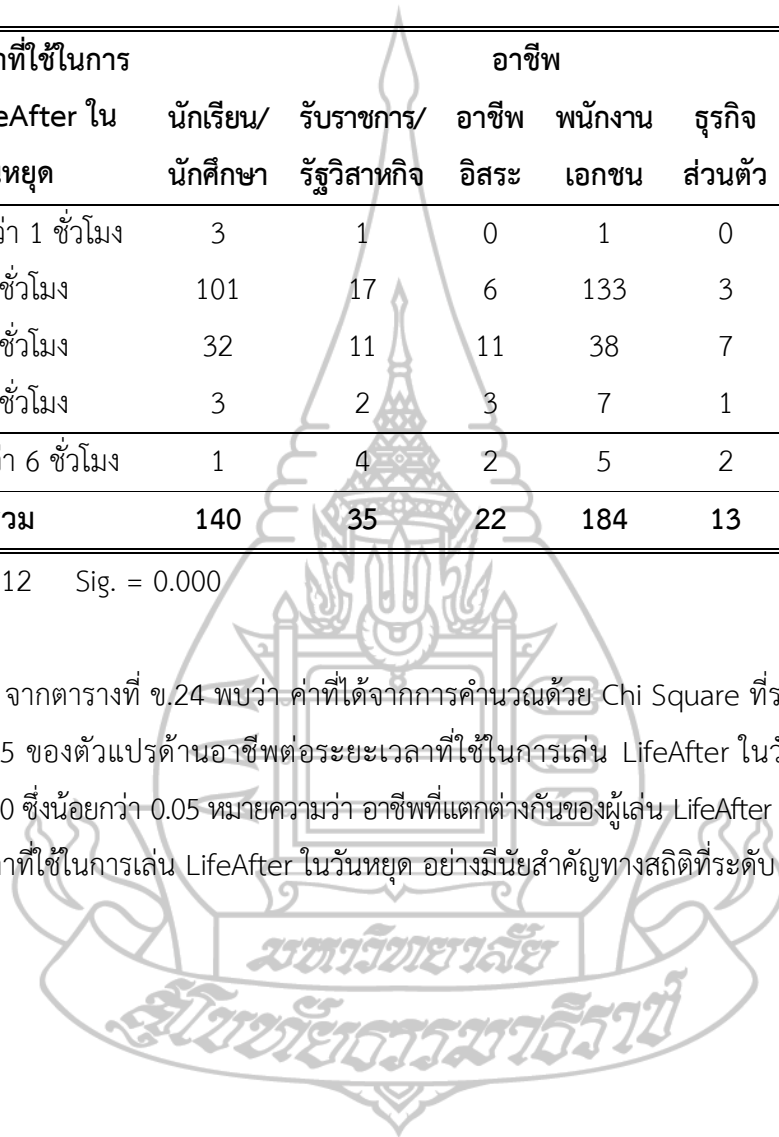 าที่ใช้ในการ อาชีพ
eAfter ใน นักเรียน/ รับราชการ/ อาชีพ พนักงาน ธุรกิจ
นหยุด นักศึกษา รัฐวิสาหกิจ อิสระ เอกชน ส่วนตัว
ว่า 1 ชั่วโมง 3 1 0 1 0
ชั่วโมง 101 17 6 133 3
ชั่วโมง 32 11 11 38 7
ชั่วโมง 3 2 3 7 1
ว่า 6 ชั่วโมง 1 4 2 5 2
วม 140 35 22 184 13
12 Sig. = 0.000
จากตารางที่ ข.24 พบว่า ค่าที่ได้จากการคำนวณด้วย Chi Square ที่ร
5 ของตัวแปรด้านอาชีพต่อระยะเวลาที่ใช้ในการเล่น LifeAfter ในวั
0 ซึ่งน้อยกว่า 0.05 หมายความว่า อาชีพที่แตกต่างกันของผู้เล่น LifeAfter
าที่ใช้ในการเล่น LifeAfter ในวันหยุด อย่างมีนัยสำคัญทางสถิติที่ระดับ
มหาวิทยาลัย
สุโขทัยธรรมาธิราช